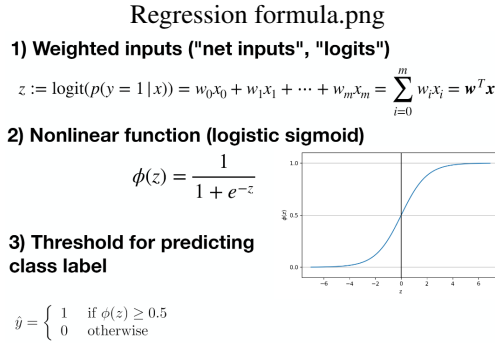 Regression formula.png
1) Weighted inputs ("net inputs", "logits")
z := logit(p(y = 1 | x)) = w₀x₀ + w₁x₁ + ⋯ + wₘxₘ = ∑ᵢ₌₀ᵐ wᵢxᵢ = wᵀx
2) Nonlinear function (logistic sigmoid)
ϕ(z) = 1 / (1 + e⁻ᶻ)
1.0
0.5
0.0
ϕ(z)
−6 −4 −2 0 2 4 6
z
3) Threshold for predicting
class label
ŷ = { 1 if ϕ(z) ≥ 0.5
0 otherwise